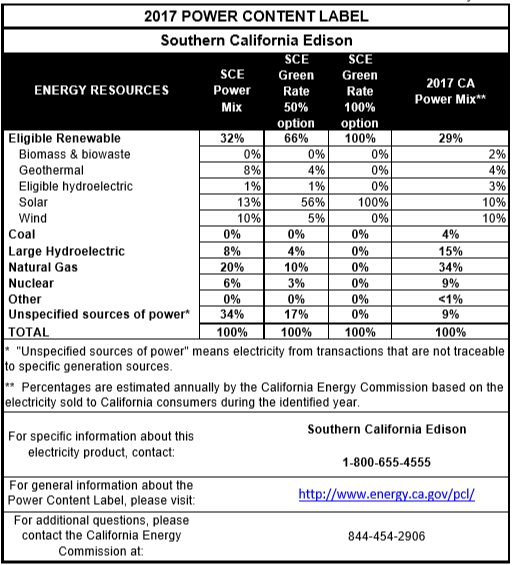 2017 POWER CONTENT LABEL
Southern California Edison
ENERGY RESOURCES
SCE
Power
Mix
SCE
Green
Rate
50%
option
SCE
Green
Rate
100%
option
2017 CA
Power Mix**
Eligible Renewable 32% 66% 100% 29%
Biomass & biowaste 0% 0% 0% 2%
Geothermal 8% 4% 0% 4%
Eligible hydroelectric 1% 1% 0% 3%
Solar 13% 56% 100% 10%
Wind 10% 5% 0% 10%
Coal 0% 0% 0% 4%
Large Hydroelectric 8% 4% 0% 15%
Natural Gas 20% 10% 0% 34%
Nuclear 6% 3% 0% 9%
Other 0% 0% 0% <1%
Unspecified sources of power* 34% 17% 0% 9%
TOTAL 100% 100% 100% 100%
* "Unspecified sources of power" means electricity from transactions that are not traceable
to specific generation sources.
** Percentages are estimated annually by the California Energy Commission based on the
electricity sold to California consumers during the identified year.
For specific information about this
electricity product, contact:
Southern California Edison
1-800-655-4555
For general information about the
Power Content Label, please visit:
http://www.energy.ca.gov/pcl/
For additional questions, please
contact the California Energy
Commission at:
844-454-2906